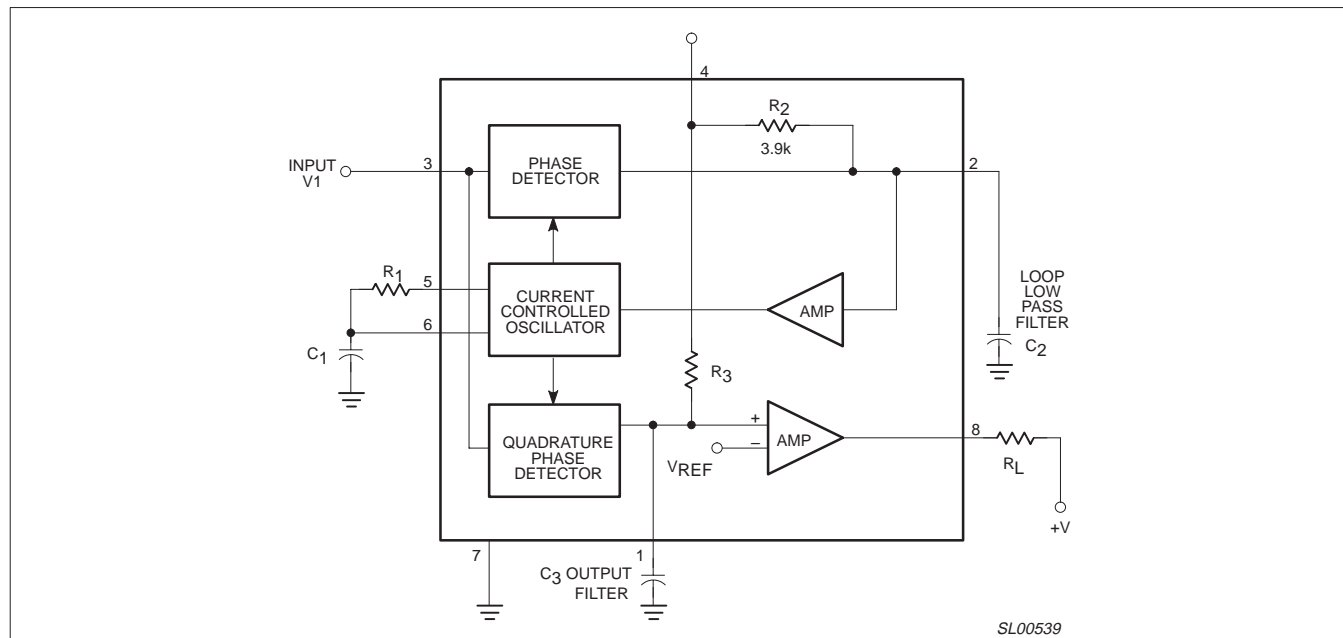 4
R2
3.9k
INPUT
V1
3
PHASE
DETECTOR
2
R1
5
CURRENT
CONTROLLED
OSCILLATOR
AMP
LOOP
LOW
PASS
FILTER
C2
6
C1
R3
QUADRATURE
PHASE
DETECTOR
+
–
AMP
VREF
8
RL
+V
7
1
C3 OUTPUT
FILTER
SL00539